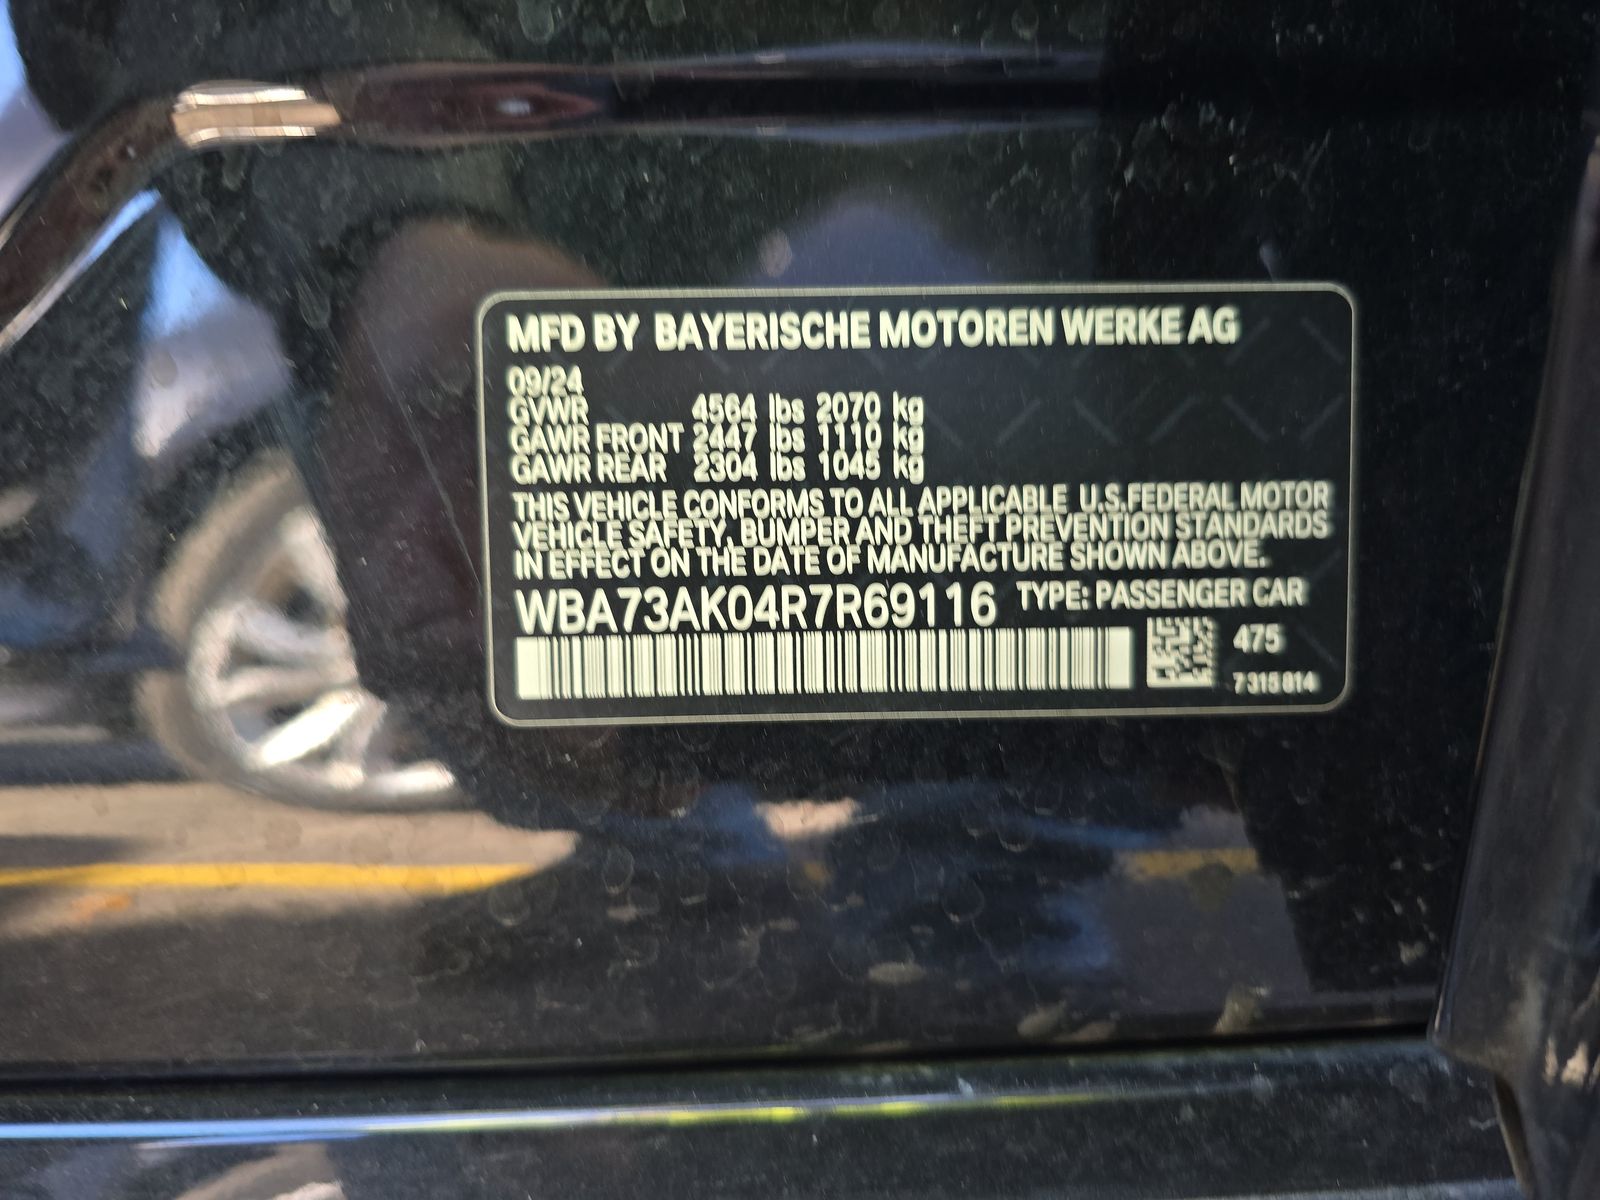 MFD BY BAYERISCHE MOTOREN WERKE AG
09/24
GVWR 4564 lbs 2070 kg
GAWR FRONT 2447 lbs 1110 kg
GAWR REAR 2304 lbs 1045 kg
THIS VEHICLE CONFORMS TO ALL APPLICABLE U.S.FEDERAL MOTOR
VEHICLE SAFETY, BUMPER AND THEFT PREVENTION STANDARDS
IN EFFECT ON THE DATE OF MANUFACTURE SHOWN ABOVE.
WBA73AK04R7R69116 TYPE: PASSENGER CAR
475
7 315 814